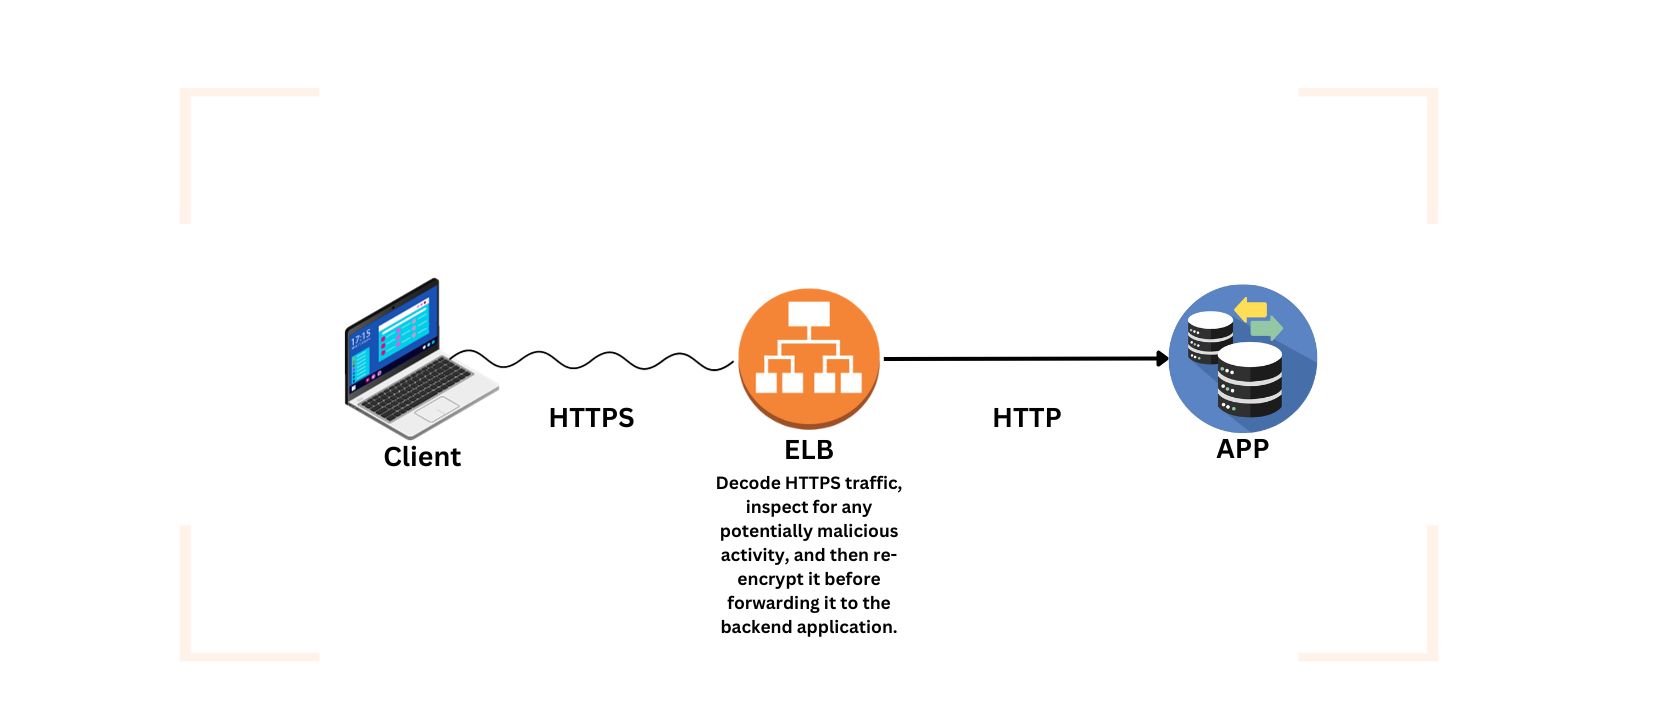 17:15
HTTPS
HTTP
Client
ELB
APP
Decode HTTPS traffic,
inspect for any
potentially malicious
activity, and then re-
encrypt it before
forwarding it to the
backend application.